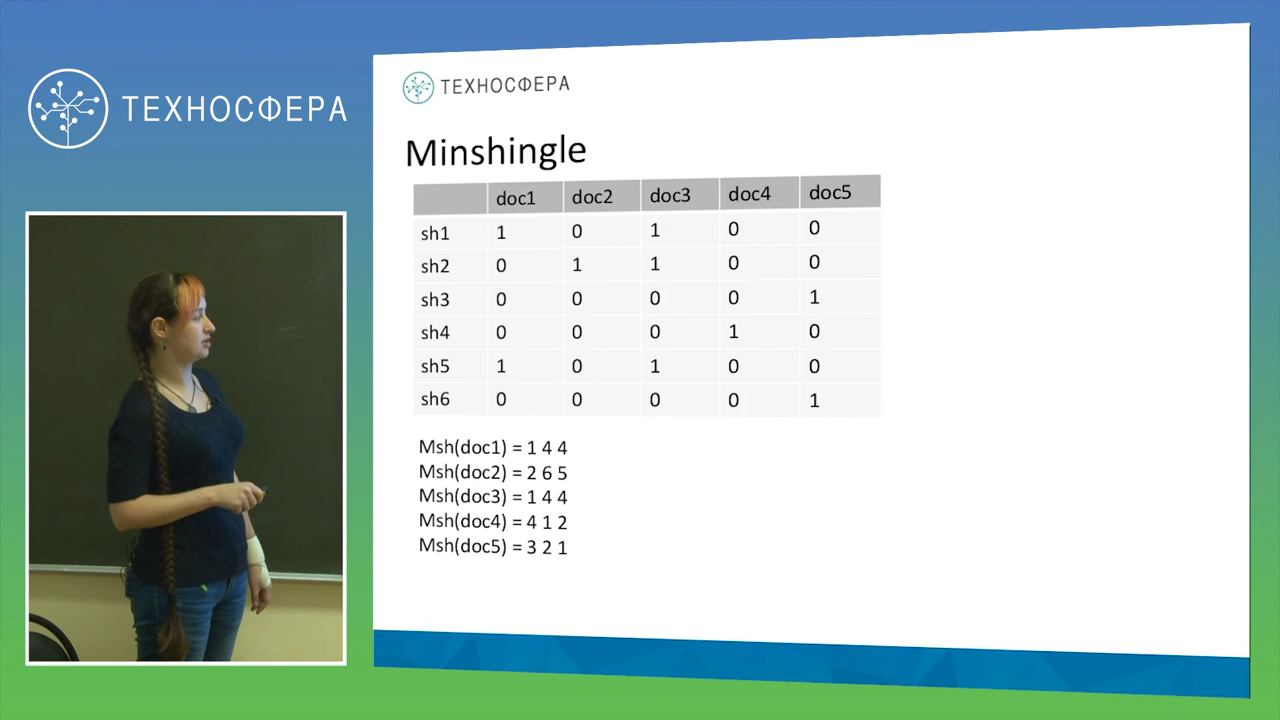 ТЕХНОСФЕРА
ТЕХНОСФЕРА
Minshingle
doc1 doc2 doc3 doc4 doc5
sh1 1 0 1 0 0
sh2 0 1 1 0 0
sh3 0 0 0 0 1
sh4 0 0 0 1 0
sh5 1 0 1 0 0
sh6 0 0 0 0 1
Msh(doc1) = 1 4 4
Msh(doc2) = 2 6 5
Msh(doc3) = 1 4 4
Msh(doc4) = 4 1 2
Msh(doc5) = 3 2 1